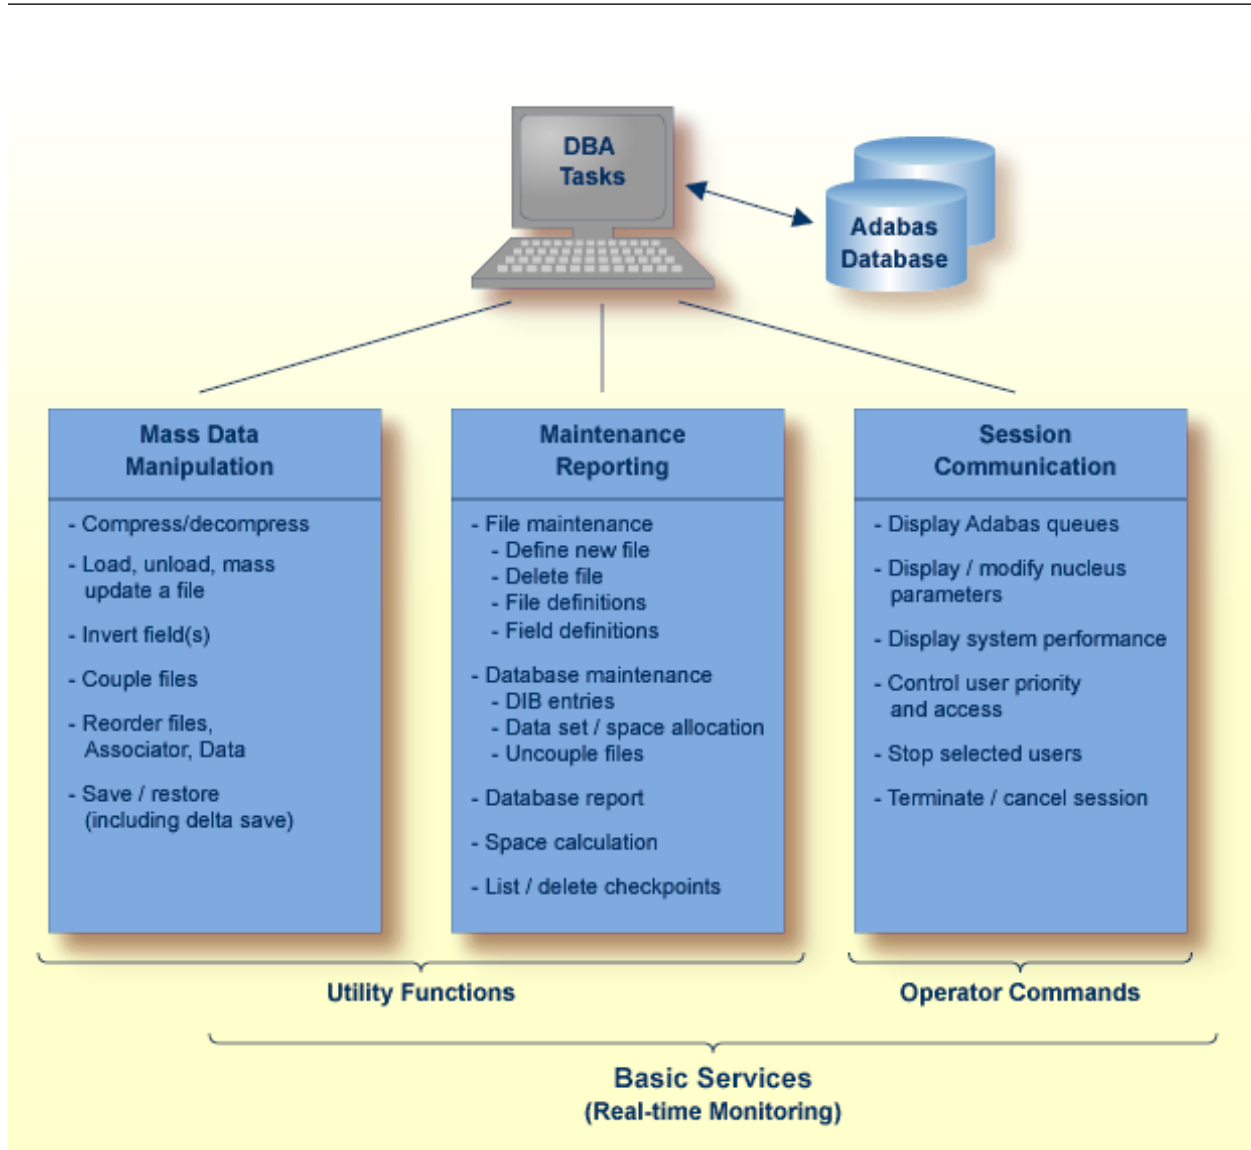 DBA
Tasks
Adabas
Database
Mass Data
Manipulation
- Compress/decompress
- Load, unload, mass
update a file
- Invert field(s)
- Couple files
- Reorder files,
Associator, Data
- Save / restore
(including delta save)
Maintenance
Reporting
- File maintenance
- Define new file
- Delete file
- File definitions
- Field definitions
- Database maintenance
- DIB entries
- Data set / space allocation
- Uncouple files
- Database report
- Space calculation
- List / delete checkpoints
Session
Communication
- Display Adabas queues
- Display / modify nucleus
parameters
- Display system performance
- Control user priority
and access
- Stop selected users
- Terminate / cancel session
Utility Functions
Operator Commands
Basic Services
(Real-time Monitoring)